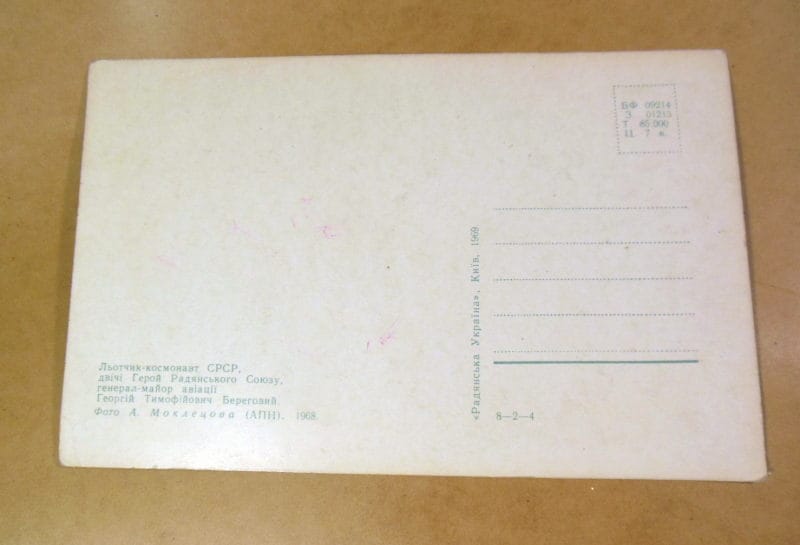 Льотчик-космонавт СРСР,
двічі Герой Радянського Союзу,
генерал-майор авіації
Георгій Тимофійович Береговий.
Фото А. Моклецова (АПН). 1968.
«Радянська Україна», Київ. 1969.
БФ 09214
З. 01213
Т. 85.000
Ц. 7 к.
8—2—4